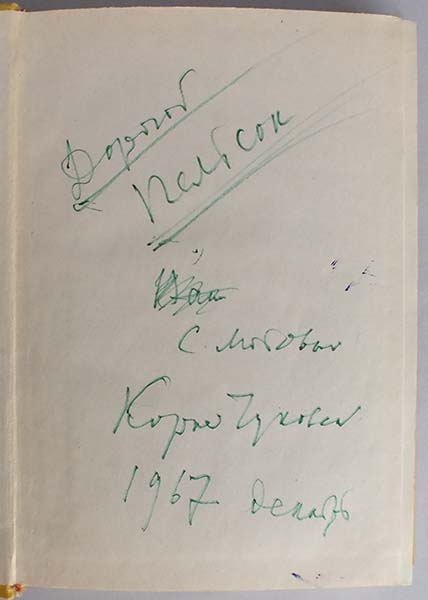 Дорогой
Нельсон
С любовью
Корней Чуковский
1967 декабрь